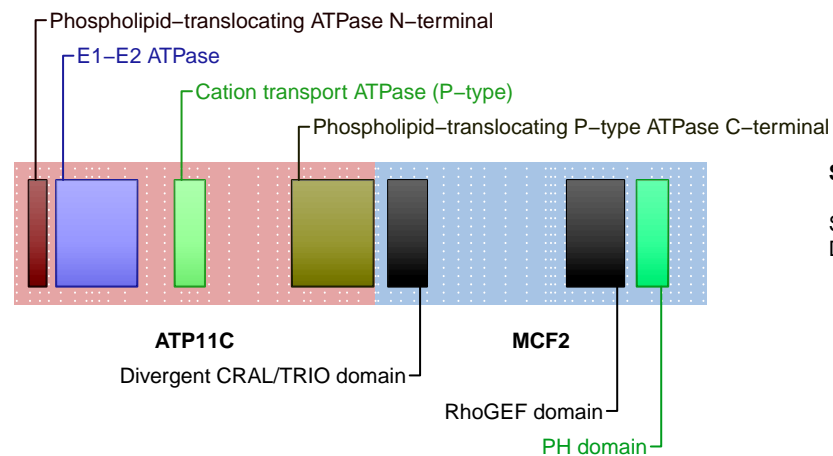 Phospholipid−translocating ATPase N−terminal
E1−E2 ATPase
Cation transport ATPase (P−type)
Phospholipid−translocating P−type ATPase C−terminal
ATP11C
MCF2
Divergent CRAL/TRIO domain
RhoGEF domain
PH domain